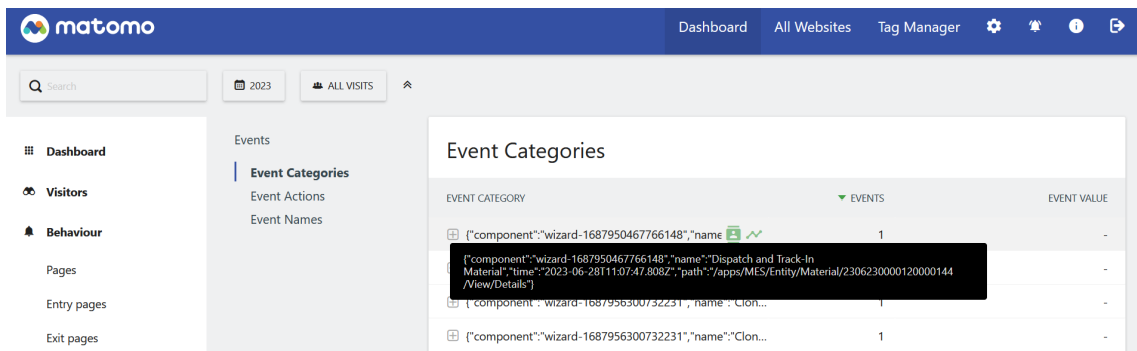 matomo
Dashboard All Websites Tag Manager
Search
2023 ALL VISITS
Dashboard
Visitors
Behaviour
Pages
Entry pages
Exit pages
Events
Event Categories
Event Actions
Event Names
Event Categories
EVENT CATEGORY EVENTS EVENT VALUE
{"component":"wizard-1687950467766148","name 1 -
{"component":"wizard-1687950467766148","name":"Dispatch and Track-In
Material","time":"2023-06-28T11:07:47.808Z","path":"/apps/MES/Entity/Material/2306230000120000144
/View/Details"}
-
{"component":"wizard-1687956300732231","name":"Clon... 1 -
{"component":"wizard-1687956300732231","name":"Clon... 1 -